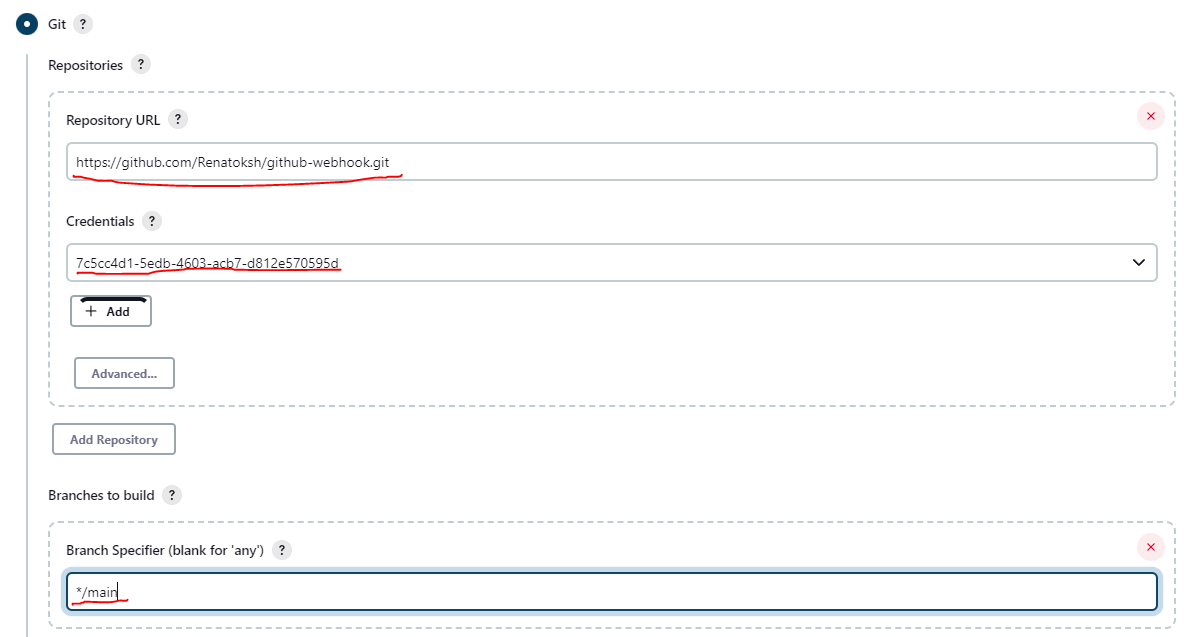 Git ?
Repositories ?
Repository URL ?
https://github.com/Renatoksh/github-webhook.git
Credentials ?
7c5cc4d1-5edb-4603-acb7-d812e570595d
+ Add
Advanced...
Add Repository
Branches to build ?
Branch Specifier (blank for 'any') ?
*/main